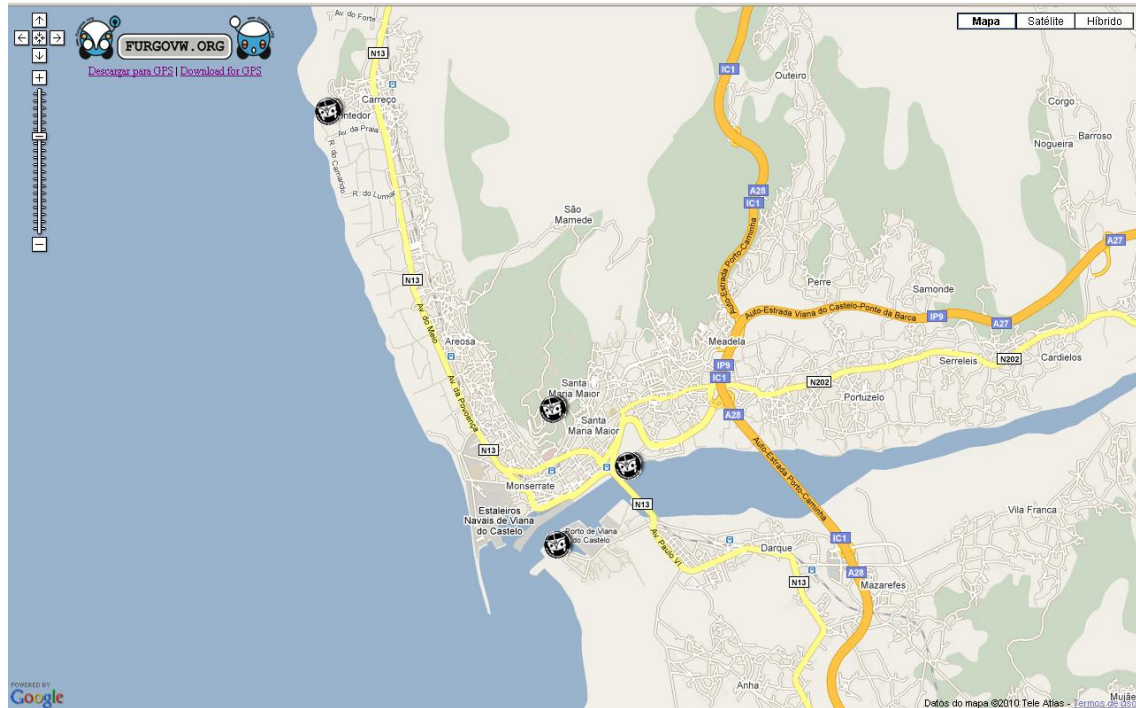 Av. do Forte
N13
FURGOVW.ORG
Descargar para GPS | Download for GPS
Mapa
Satélite
Híbrido
IC1
Outeiro
Carreço
Corgo
Barroso
Nogueira
Av. da Praia
R. do Camarido
R. do Lumar
A28
IC1
São
Mamede
Auto-Estrada Porto-Caminha
A27
N13
Perre
Samonde
Av. do Meio
Auto-Estrada Viana do Castelo-Ponte da Barca
IP9
A27
Areosa
Meadela
Serreleis
N202
Cardielos
IP9
IC1
N202
Santa
Maria Maior
Av. da Povoença
Portuzelo
A28
Santa
Maria Maior
N13
Auto-Estrada Porto-Caminha
Monserrate
Estaleiros
Navais de Viana
do Castelo
N13
Vila Franca
Porto de Viana
do Castelo
Av. Paulo VI
Darque
IC1
A28
N13
Mazarefes
Anha
POWERED BY
Google
Mujães
Datos do mapa ©2010 Tele Atlas - Termos de uso